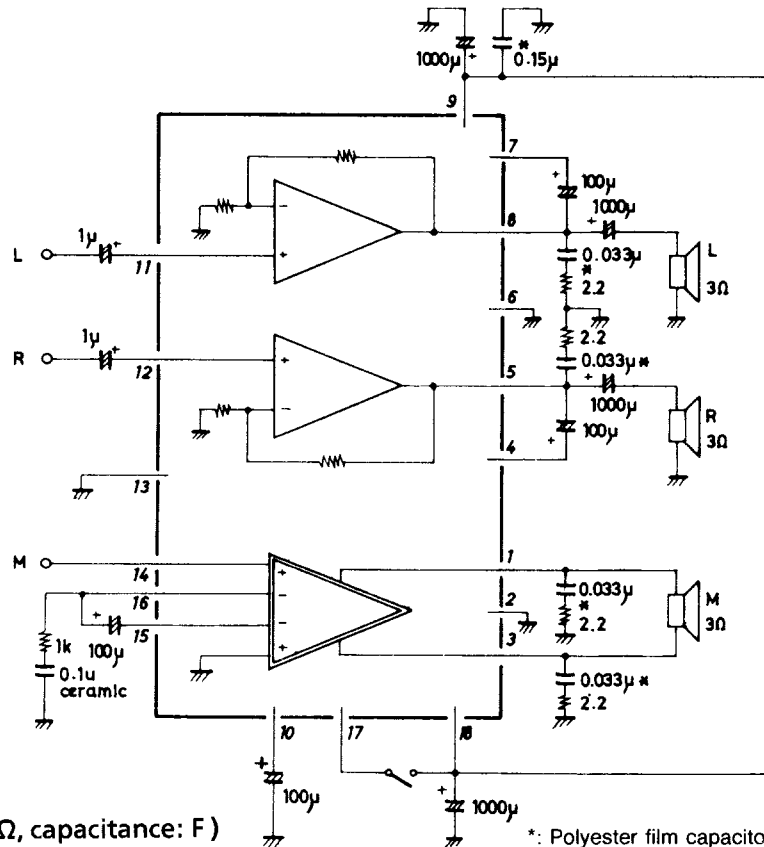 1000μ + * 0.15μ
9
7
+ 100μ
1000μ
8 +
L 1μ + 11 − +
0.033μ
* 2.2
L 3Ω
6
2.2
R 1μ + 12 + −
0.033μ*
5
+ 1000μ
100μ +
R 3Ω
4
13
M 14 + 1
16 −
0.033μ
* 2.2
M 3Ω
2
+ 15 −
100μ
3
1k
0.1u
ceramic
+
0.033μ*
2.2
10 17 18
+ 100μ
+ 1000μ
Ω, capacitance: F)
*: Polyester film capacito